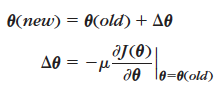 θ(new) = θ(old) + Δθ
Δθ = −μ ∂J(θ)/∂θ |θ=θ(old)